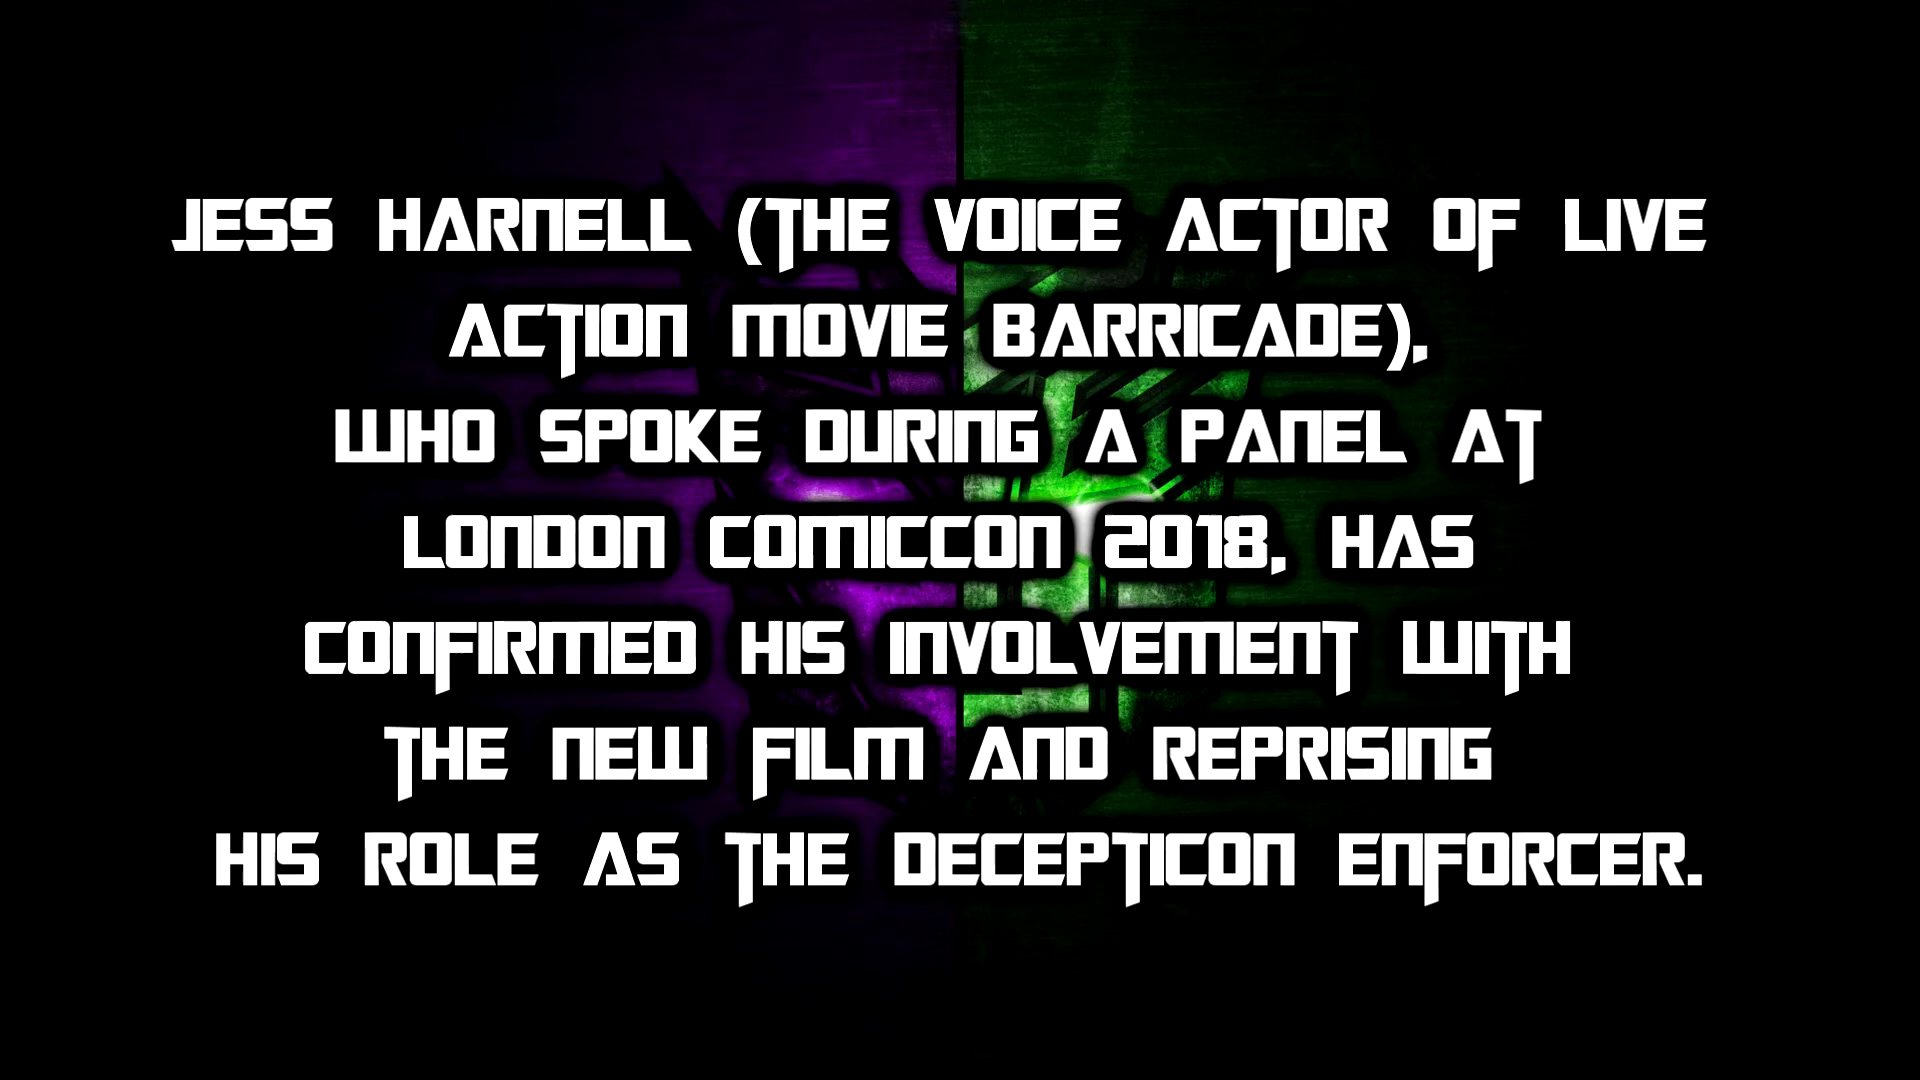 JESS HARNELL (THE VOICE ACTOR OF LIVE
ACTION MOVIE BARRICADE),
WHO SPOKE DURING A PANEL AT
LONDON COMICCON 2018, HAS
CONFIRMED HIS INVOLVEMENT WITH
THE NEW FILM AND REPRISING
HIS ROLE AS THE DECEPTICON ENFORCER.